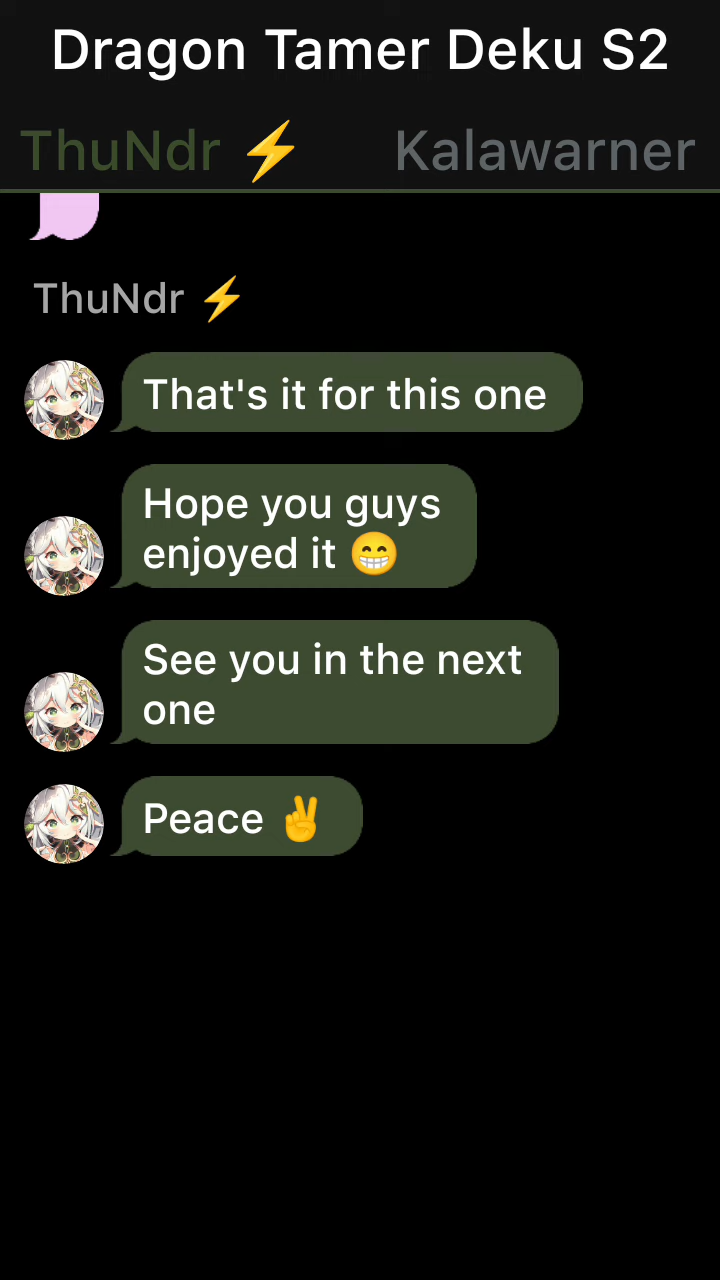 Dragon Tamer Deku S2
ThuNdr ⚡ Kalawarner
ThuNdr ⚡
That's it for this one
Hope you guys
enjoyed it 😁
See you in the next
one
Peace ✌️